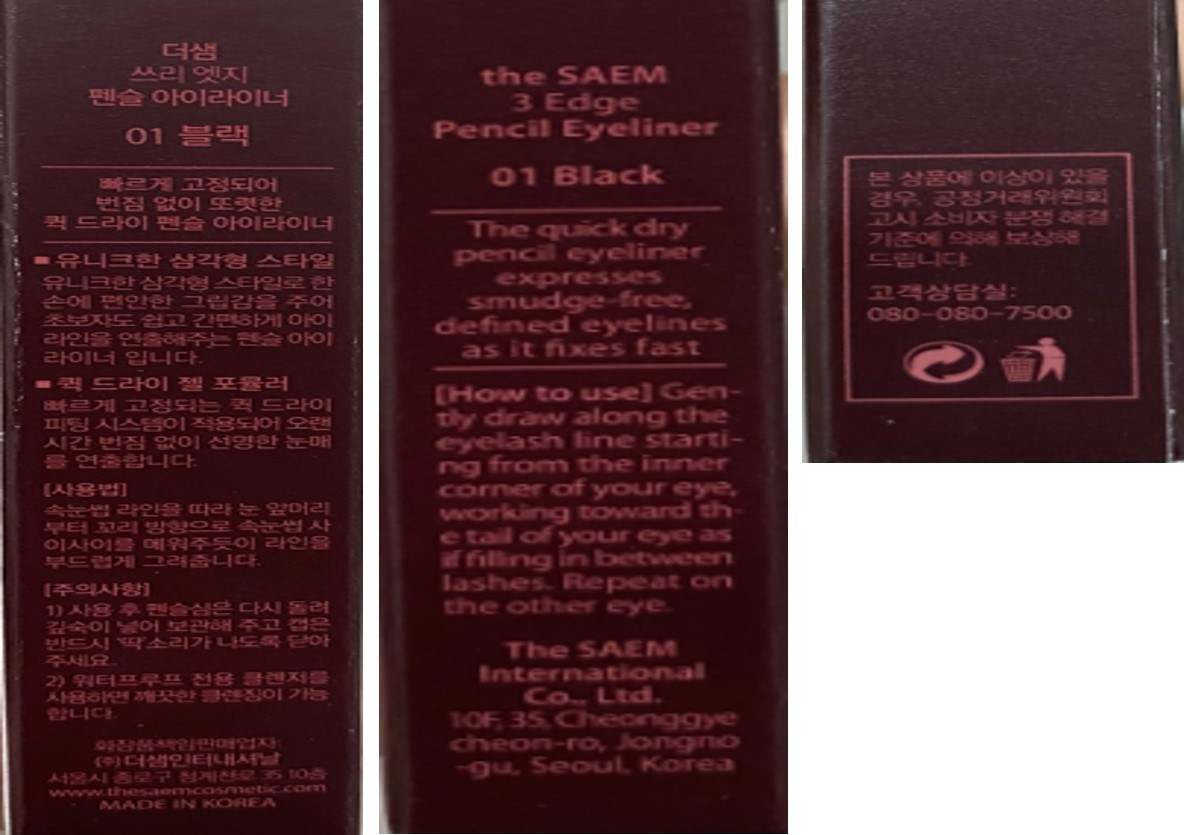 더샘
쓰리 엣지
펜슬 아이라이너
01 블랙
빠르게 고정되어
번짐 없이 또렷한
퀵 드라이 펜슬 아이라이너
■ 유니크한 삼각형 스타일
유니크한 삼각형 스타일로 한
손에 편안한 그립감을 주어
초보자도 쉽고 간편하게 아이
라인을 연출해주는 펜슬 아이
라이너 입니다.
■ 퀵 드라이 젤 포뮬러
빠르게 고정되는 퀵 드라이
피팅 시스템이 적용되어 오랜
시간 번짐 없이 선명한 눈매
를 연출합니다.
[사용법]
속눈썹 라인을 따라 눈 앞머리
부터 꼬리 방향으로 속눈썹 사
이사이를 메워주듯이 라인을
부드럽게 그려줍니다.
[주의사항]
1) 사용 후 펜슬심은 다시 돌려
깊숙이 넣어 보관해 주고 캡은
반드시 '딱'소리가 나도록 닫아
주세요.
2) 워터프루프 전용 클렌저를
사용하면 깨끗한 클렌징이 가능
합니다.
화장품책임판매업자:
(주)더샘인터내셔날
서울시 종로구 청계천로 35 10층
www.thesaemcosmetic.com
MADE IN KOREA
the SAEM
3 Edge
Pencil Eyeliner
01 Black
The quick dry
pencil eyeliner
expresses
smudge-free,
defined eyelines
as it fixes fast
[How to use] Gen-
tly draw along the
eyelash line starti-
ng from the inner
corner of your eye,
working toward th-
e tail of your eye as
if filling in between
lashes. Repeat on
the other eye.
The SAEM
International
Co., Ltd.
10F, 35, Cheonggye
cheon-ro, Jongno
-gu, Seoul, Korea
본 상품에 이상이 있을
경우, 공정거래위원회
고시 소비자 분쟁 해결
기준에 의해 보상해
드립니다.
고객상담실:
080-080-7500